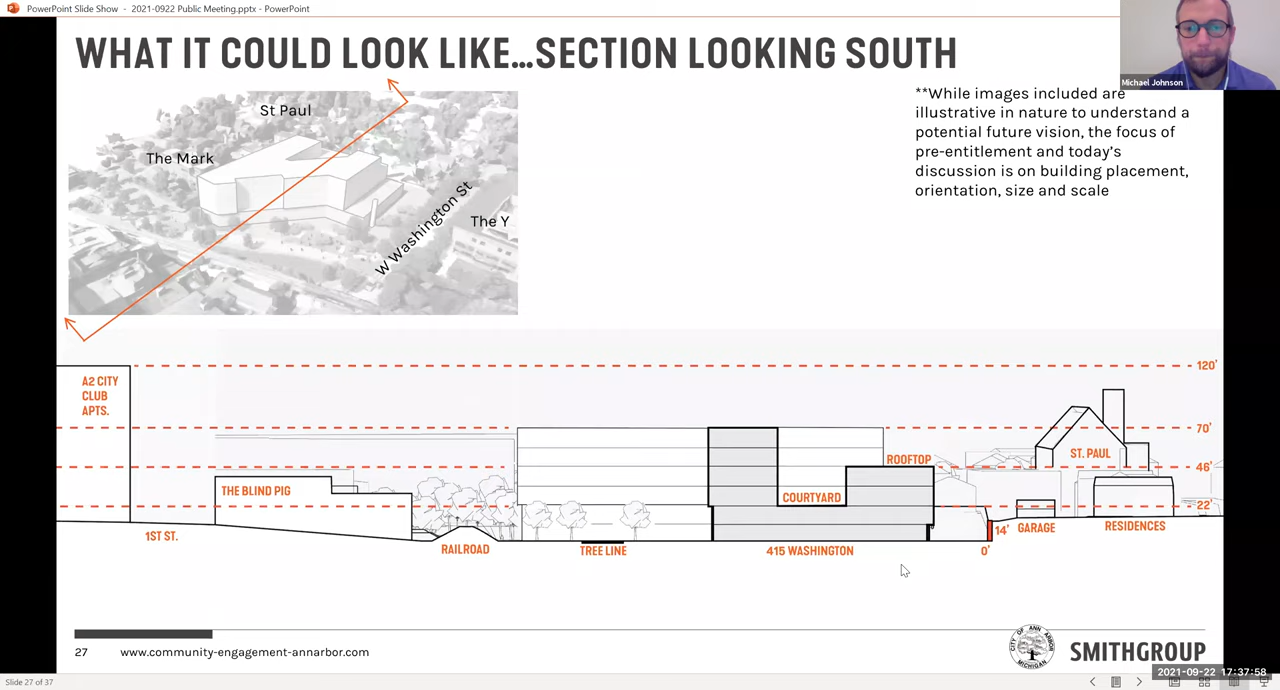 PowerPoint Slide Show - 2021-0922 Public Meeting.pptx - PowerPoint
WHAT IT COULD LOOK LIKE...SECTION LOOKING SOUTH
Michael Johnson
**While images included are
illustrative in nature to understand a
potential future vision, the focus of
pre-entitlement and today's
discussion is on building placement,
orientation, size and scale
St Paul
The Mark
W Washington St
The Y
120'
A2 CITY
CLUB
APTS.
70'
ST. PAUL
ROOFTOP
46'
THE BLIND PIG
COURTYARD
22'
1ST ST.
RAILROAD
TREE LINE
415 WASHINGTON
0'
14'
GARAGE
RESIDENCES
27
www.community-engagement-annarbor.com
CITY OF ANN ARBOR
MICHIGAN
SMITHGROUP
2021-09-22 17:37:58
Slide 27 of 37